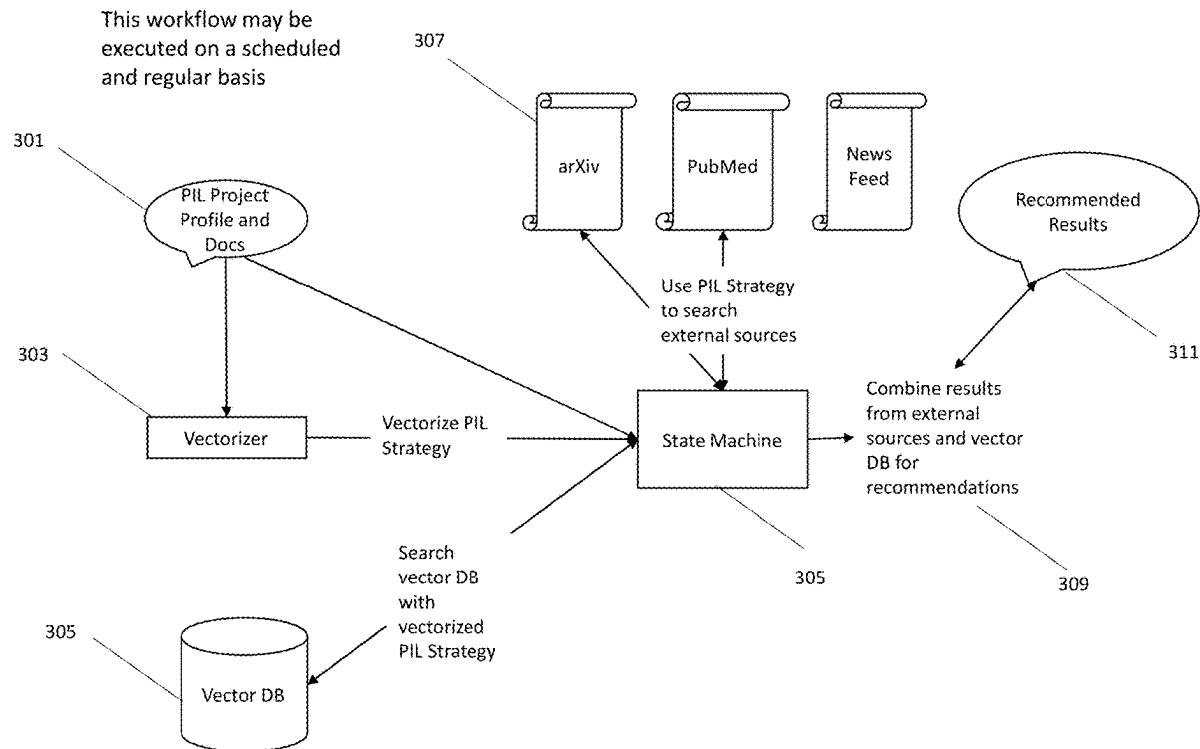 This workflow may be
executed on a scheduled
and regular basis
307
301
arXiv
PubMed
News
Feed
PIL Project
Profile and
Docs
Recommended
Results
Use PIL Strategy
to search
external sources
311
303
Vectorizer
Vectorize PIL
Strategy
State Machine
Combine results
from external
sources and vector
DB for
recommendations
Search
vector DB
with
vectorized
PIL Strategy
305
309
305
Vector DB